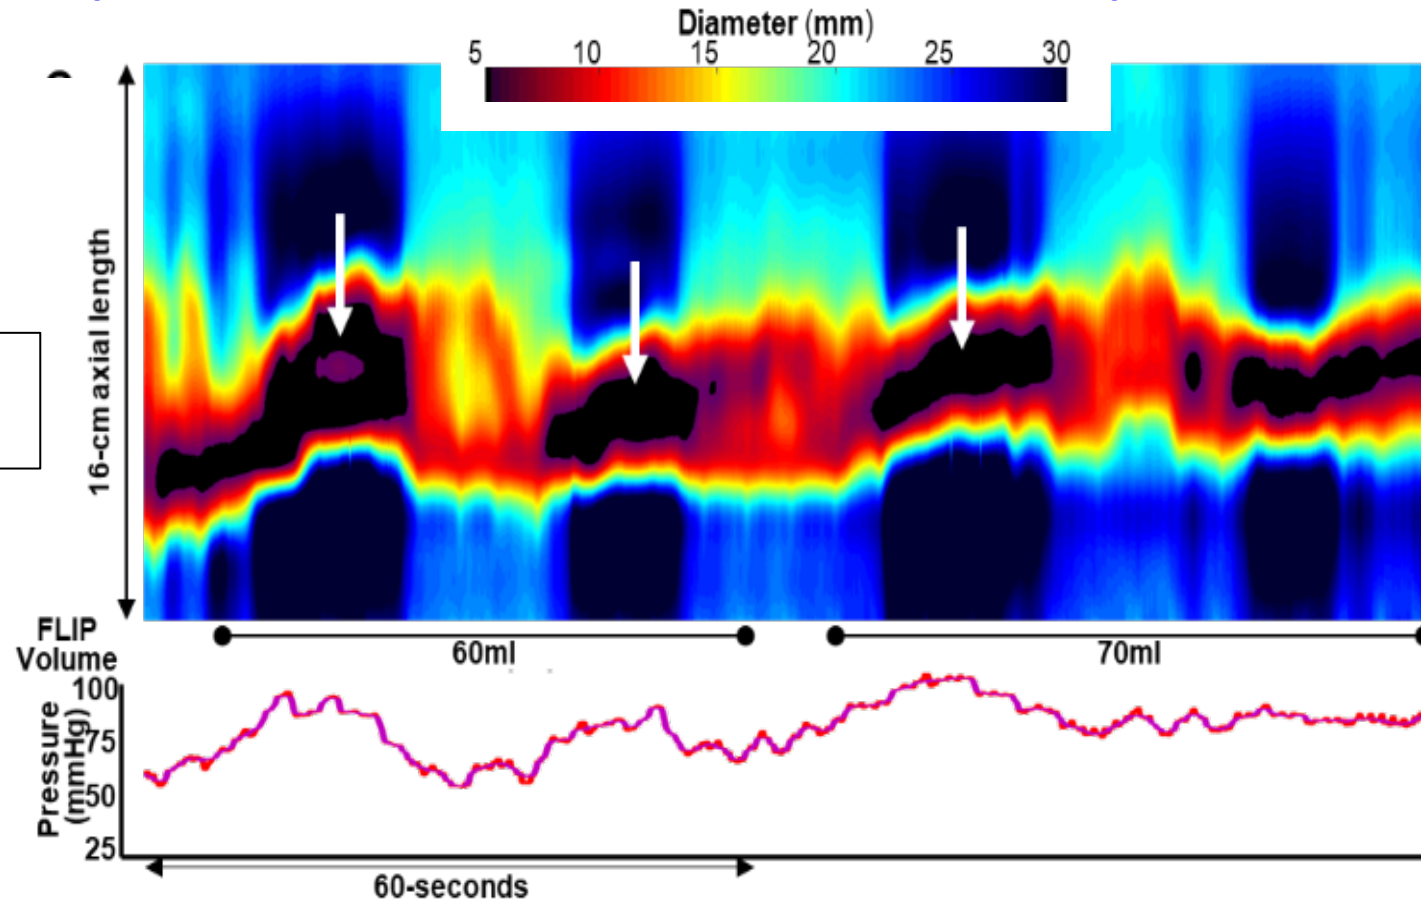 Diameter (mm)
5 10 15 20 25 30
16-cm axial length
FLIP
Volume
60ml
70ml
Pressure
(mmHg)
100
75
50
25
60-seconds